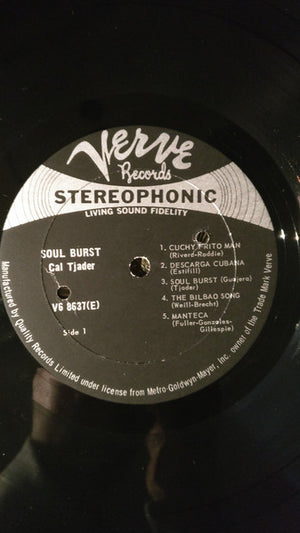 Verve
Records
STEREOPHONIC
LIVING SOUND FIDELITY
SOUL BURST
Cal Tjader
V6 8637(E)
Side 1
1. CUCHY FRITO MAN
(Riverd-Roddie)
2. DESCARGA CUBANA
(Estifill)
3. SOUL BURST (Guajera)
(Tjader)
4. THE BILBAO SONG
(Weill-Brecht)
5. MANTECA
(Fuller-Gonzales-
Gillespie)
Manufactured by Quality Records Limited under license from Metro-Goldwyn-Mayer, Inc. owner of the Trade Mark Verve